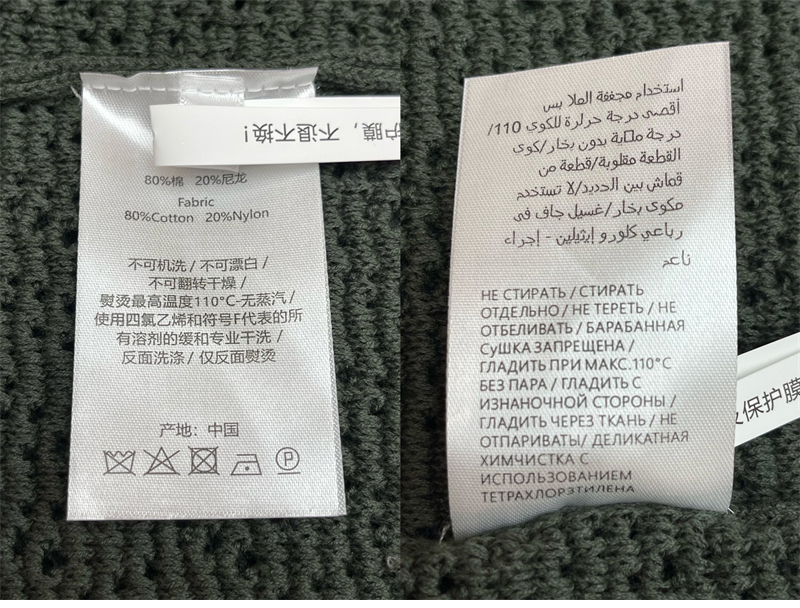 护膜，不退不换！
80%棉 20%尼龙
Fabric
80%Cotton 20%Nylon
不可机洗 / 不可漂白 /
不可翻转干燥 /
熨烫最高温度110°C-无蒸汽 /
使用四氯乙烯和符号F代表的所
有溶剂的缓和专业干洗 /
反面洗涤 / 仅反面熨烫
产地：中国
P
استخدام مجففة الملا بس
أقصى درجة حرلرة للكوي 110/
درجة م□ية بدون بخار/كوي
القطعة مقلوبة/قطعة من
قماش بين الحديد/لا تستخدم
مكوى بخار/غسيل جاف في
رباعي كلورو إيثيلين - إجراء
ناعم
НЕ СТИРАТЬ / СТИРАТЬ
ОТДЕЛЬНО / НЕ ТЕРЕТЬ / НЕ
ОТБЕЛИВАТЬ / БАРАБАННАЯ
СуШКА ЗАПРЕЩЕНА /
ГЛАДИТЬ ПРИ МАКС.110°C
БЕЗ ПАРА / ГЛАДИТЬ С
ИЗНАНОЧНОЙ СТОРОНЫ /
ГЛАДИТЬ ЧЕРЕЗ ТКАНЬ / НЕ
ОТПАРИВАТЫ/ ДЕЛИКАТНАЯ
ХИМЧИСТКА С
ИСПОЛЬЗОВАНИЕМ
ТЕТРАХЛОРЗТИЛЕНА
保护膜